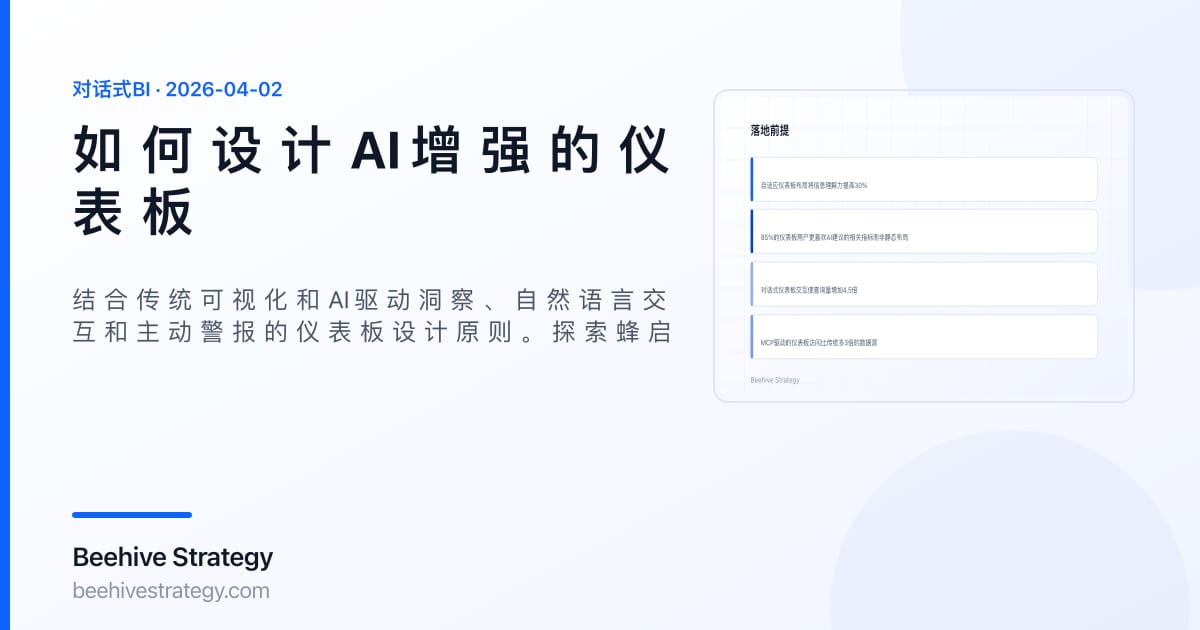 对话式BI · 2026-04-02
如何设计AI增强的仪
表板
结合传统可视化和AI驱动洞察、自然语言交
互和主动警报的仪表板设计原则。探索蜂启
落地前提
自适应仪表板布局将信息理解力提高30%
85%的仪表板用户更喜欢AI建议的相关指标而非静态布局
对话式仪表板交互使查询量增加4.5倍
MCP驱动的仪表板访问比传统多3倍的数据源
Beehive Strategy
Beehive Strategy
beehivestrategy.com